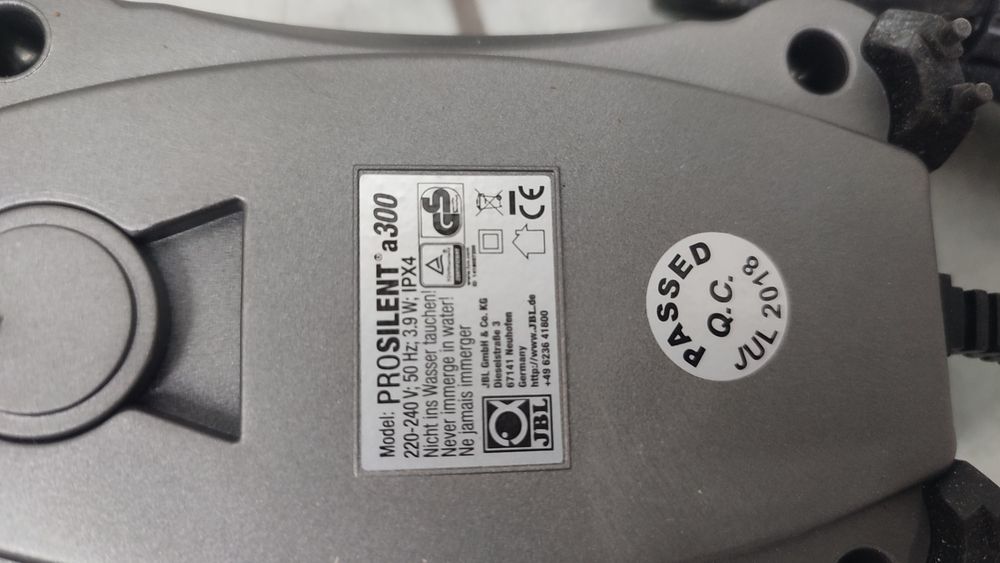 Model: PROSILENT® a300
220-240 V; 50 Hz; 3.9 W; IPX4
Nicht ins Wasser tauchen!
Never immerge in water!
Ne jamais immerger
GS
CE
JBL
JBL GmbH & Co. KG
Dieselstraße 3
67141 Neuhofen
Germany
http://www.JBL.de
+49 6236 41800
PASSED
Q.C.
JUL 2018